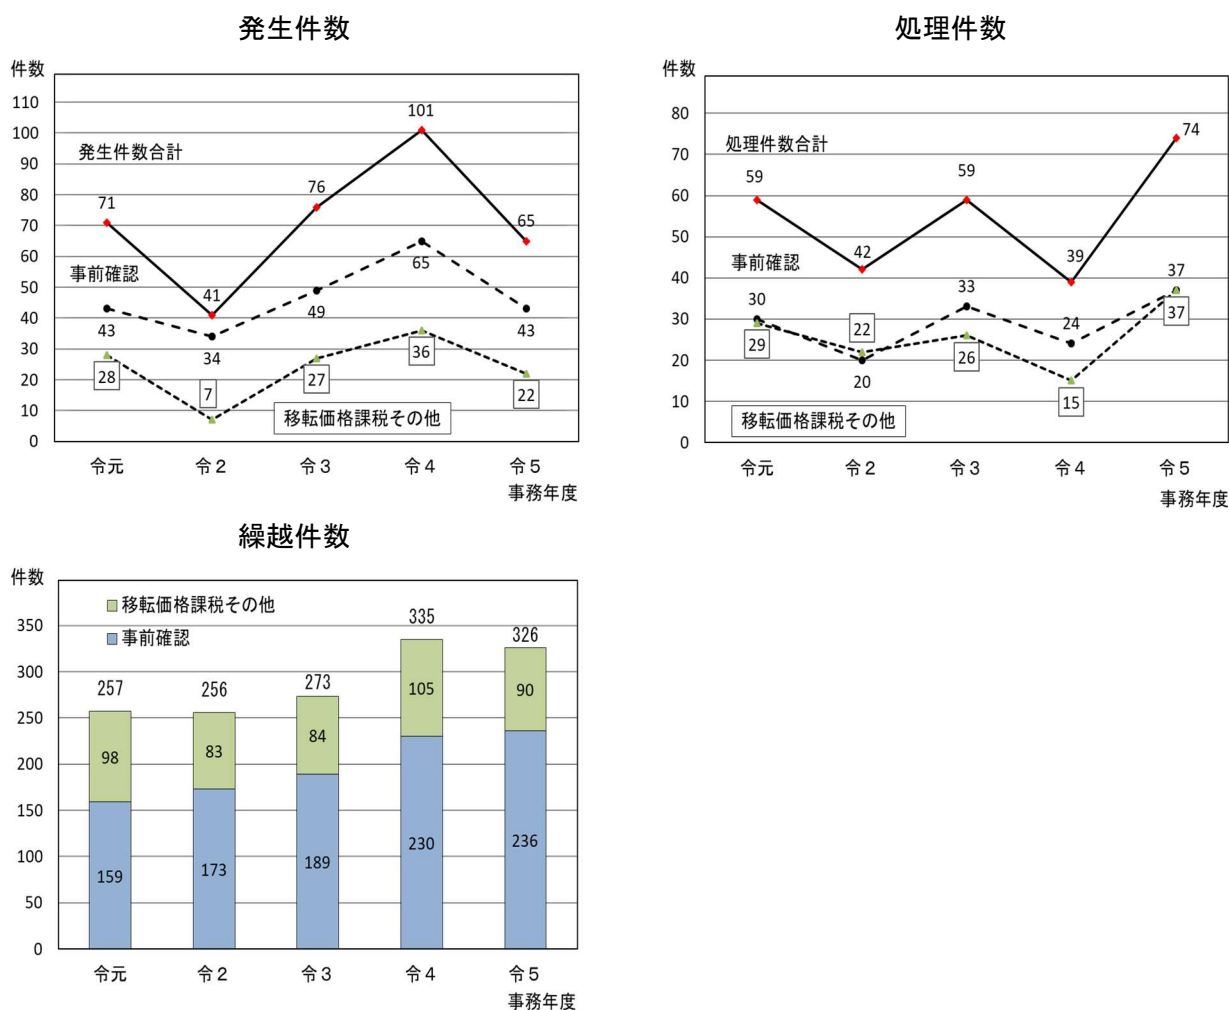 発生件数
件数
110
100
90
80
70
60
50
40
30
20
10
0
発生件数合計
事前確認
移転価格課税その他
71
41
76
101
65
43
34
49
65
43
28
7
27
36
22
令元
令２
令３
令４
令５
事務年度
処理件数
件数
80
70
60
50
40
30
20
10
0
処理件数合計
事前確認
移転価格課税その他
59
42
59
39
74
30
20
33
24
37
29
22
26
15
37
令元
令２
令３
令４
令５
事務年度
繰越件数
件数
350
300
250
200
150
100
50
0
移転価格課税その他
事前確認
257
256
273
335
326
98
83
84
105
90
159
173
189
230
236
令元
令２
令３
令４
令５
事務年度